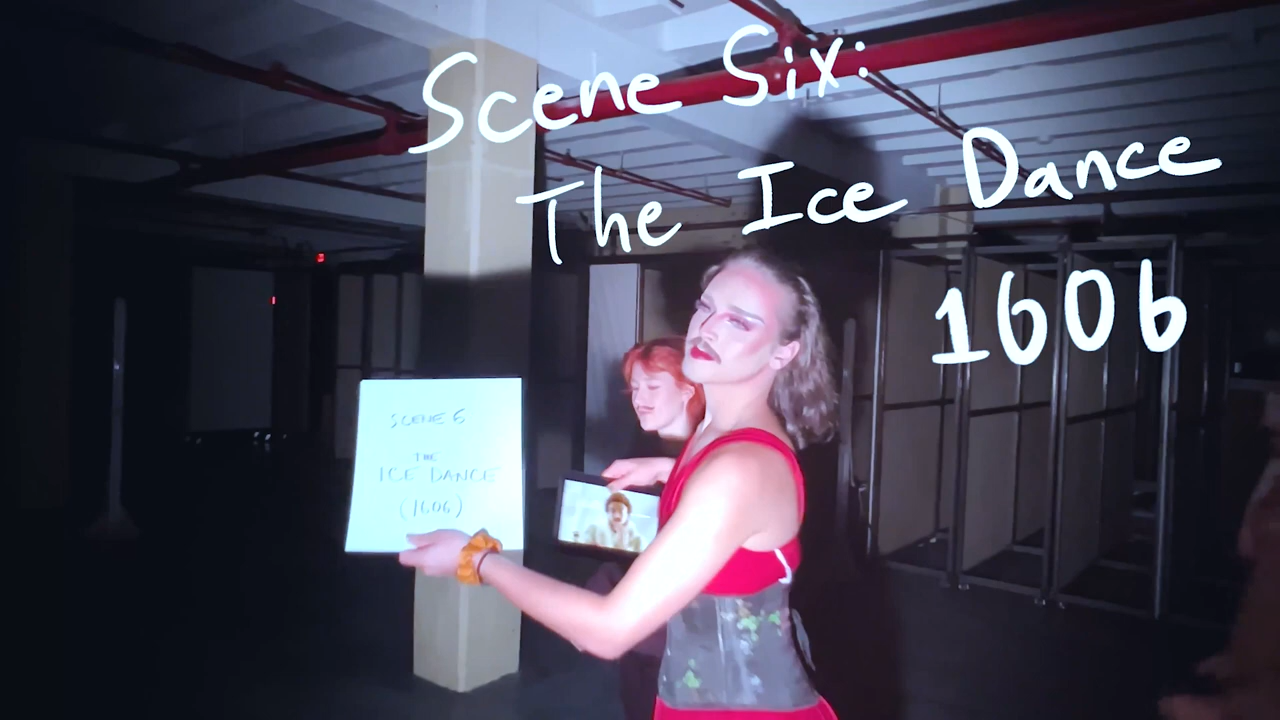 Scene Six:
The Ice Dance
1606
SCENE 6
THE
ICE DANCE
(1606)